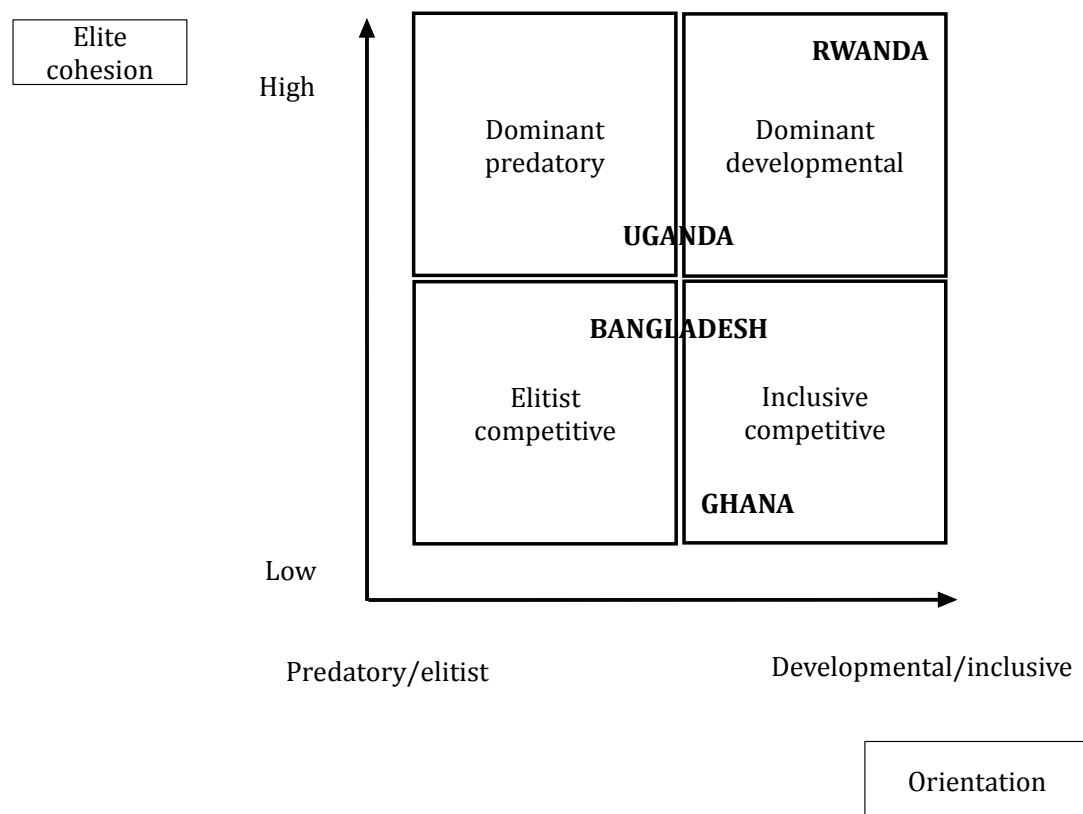 Elite
cohesion
High
RWANDA
Dominant
predatory
Dominant
developmental
UGANDA
BANGLADESH
Elitist
competitive
Inclusive
competitive
GHANA
Low
Predatory/elitist
Developmental/inclusive
Orientation